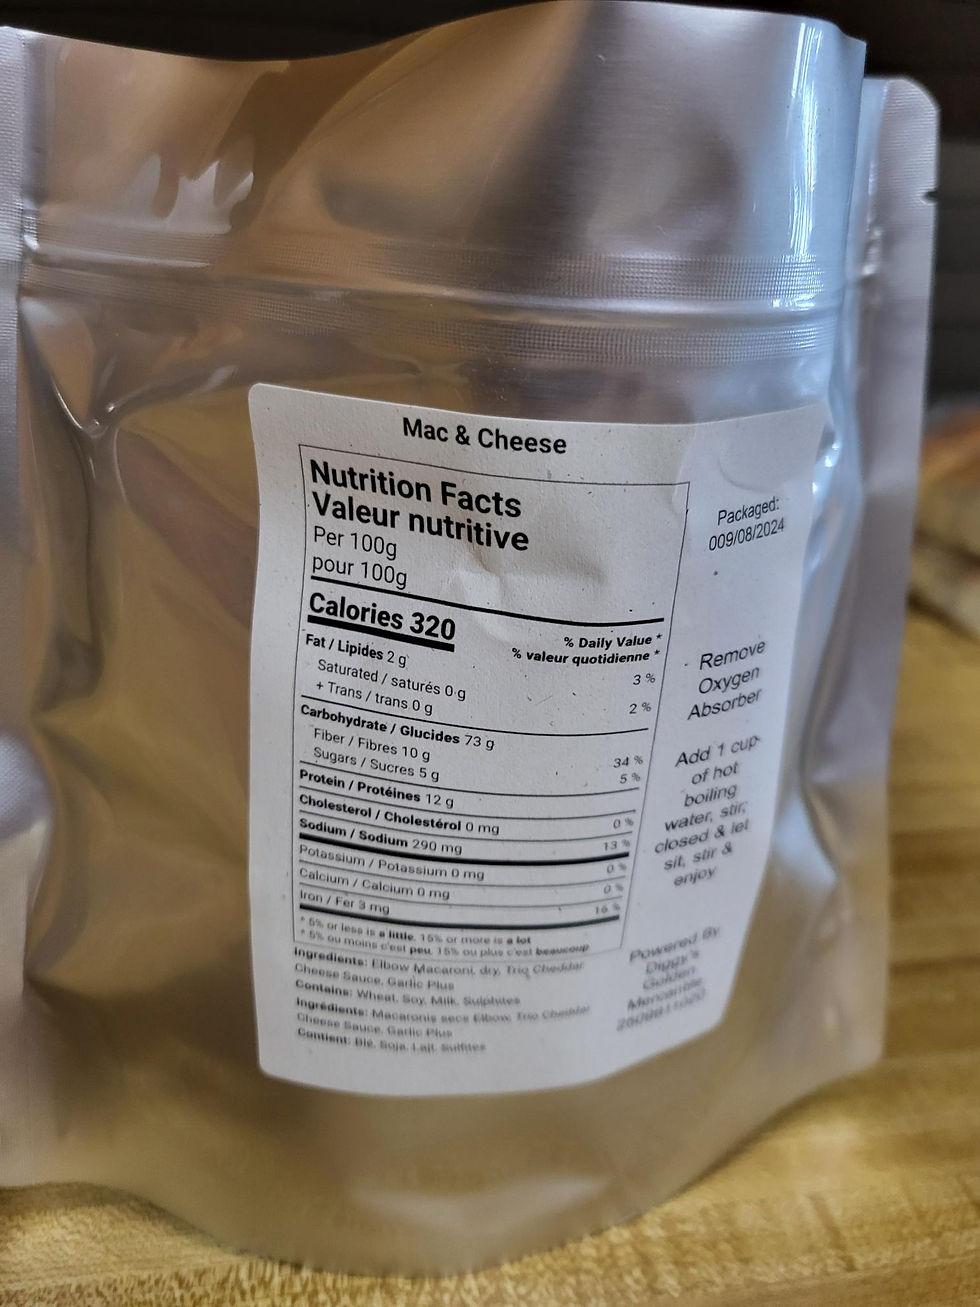 Mac & Cheese
Nutrition Facts
Valeur nutritive
Per 100g
pour 100g
Calories 320
% Daily Value *
% valeur quotidienne *
Fat / Lipides 2 g 3 %
Saturated / saturés 0 g
+ Trans / trans 0 g 2 %
Carbohydrate / Glucides 73 g
Fiber / Fibres 10 g 34 %
Sugars / Sucres 5 g 5 %
Protein / Protéines 12 g
Cholesterol / Cholestérol 0 mg 0 %
Sodium / Sodium 290 mg 13 %
Potassium / Potassium 0 mg 0 %
Calcium / Calcium 0 mg 0 %
Iron / Fer 3 mg 16 %
* 5% or less is a little, 15% or more is a lot
* 5% ou moins c'est peu, 15% ou plus c'est beaucoup
Ingredients: Elbow Macaroni, dry, Trio Cheddar
Cheese Sauce, Garlic Plus
Contains: Wheat, Soy, Milk, Sulphites
Ingrédients: Macaronis secs Elbow, Trio Cheddar
Cheese Sauce, Garlic Plus
Contient: Blé, Soja, Lait, Sulfites
Packaged:
009/08/2024
Remove
Oxygen
Absorber
Add 1 cup
of hot
boiling
water, stir,
closed & let
sit, stir &
enjoy
Powered By
Diggy's
Golden
Mercantile